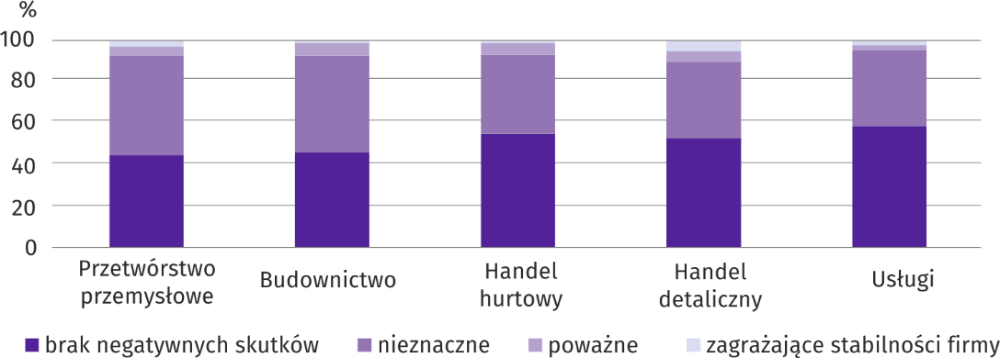 %
100
80
60
40
20
0
Przetwórstwo
przemysłowe
Budownictwo
Handel
hurtowy
Handel
detaliczny
Usługi
brak negatywnych skutków nieznaczne poważne zagrażające stabilności firmy